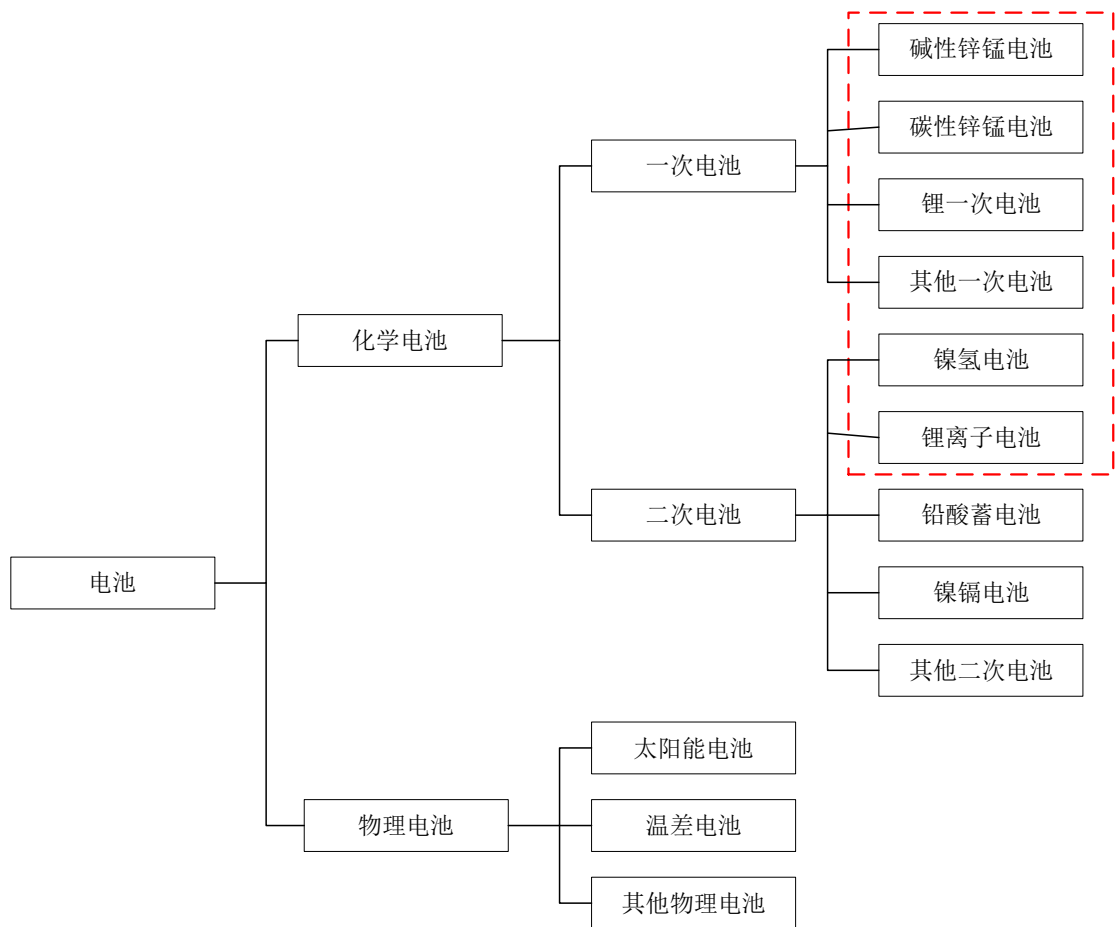 碱性锌锰电池
碳性锌锰电池
一次电池
锂一次电池
其他一次电池
化学电池
镍氢电池
锂离子电池
二次电池
铅酸蓄电池
电池
镍镉电池
其他二次电池
太阳能电池
物理电池
温差电池
其他物理电池